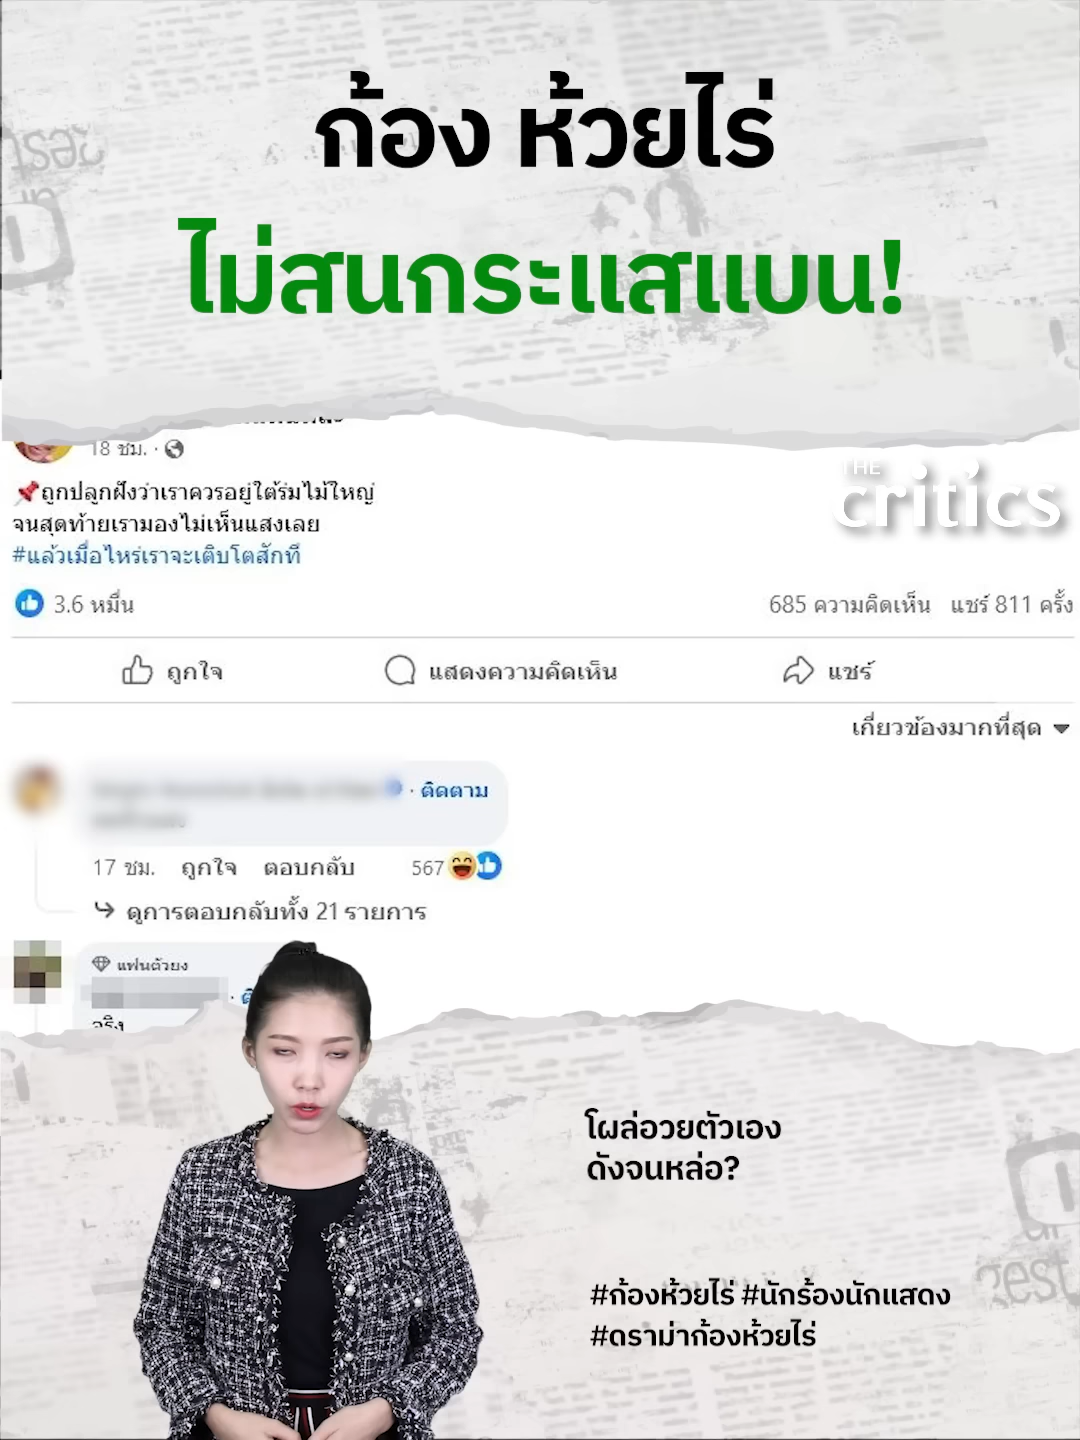 ก้อง ห้วยไร่
ไม่สนกระแสแบน!
18 ชม.
THE
critics
📌ถูกปลูกฝังว่าเราควรอยู่ใต้ร่มไม้ใหญ่
จนสุดท้ายเรามองไม่เห็นแสงเลย
#แล้วเมื่อไหร่เราจะเติบโตสักที
3.6 หมื่น
685 ความคิดเห็น แชร์ 811 ครั้ง
ถูกใจ แสดงความคิดเห็น แชร์
เกี่ยวข้องมากที่สุด
· ติดตาม
17 ชม. ถูกใจ ตอบกลับ 567
ดูการตอบกลับทั้ง 21 รายการ
แฟนตัวยง
จริง
โผล่อวยตัวเอง
ดังจนหล่อ?
#ก้องห้วยไร่ #นักร้องนักแสดง
#ดราม่าก้องห้วยไร่